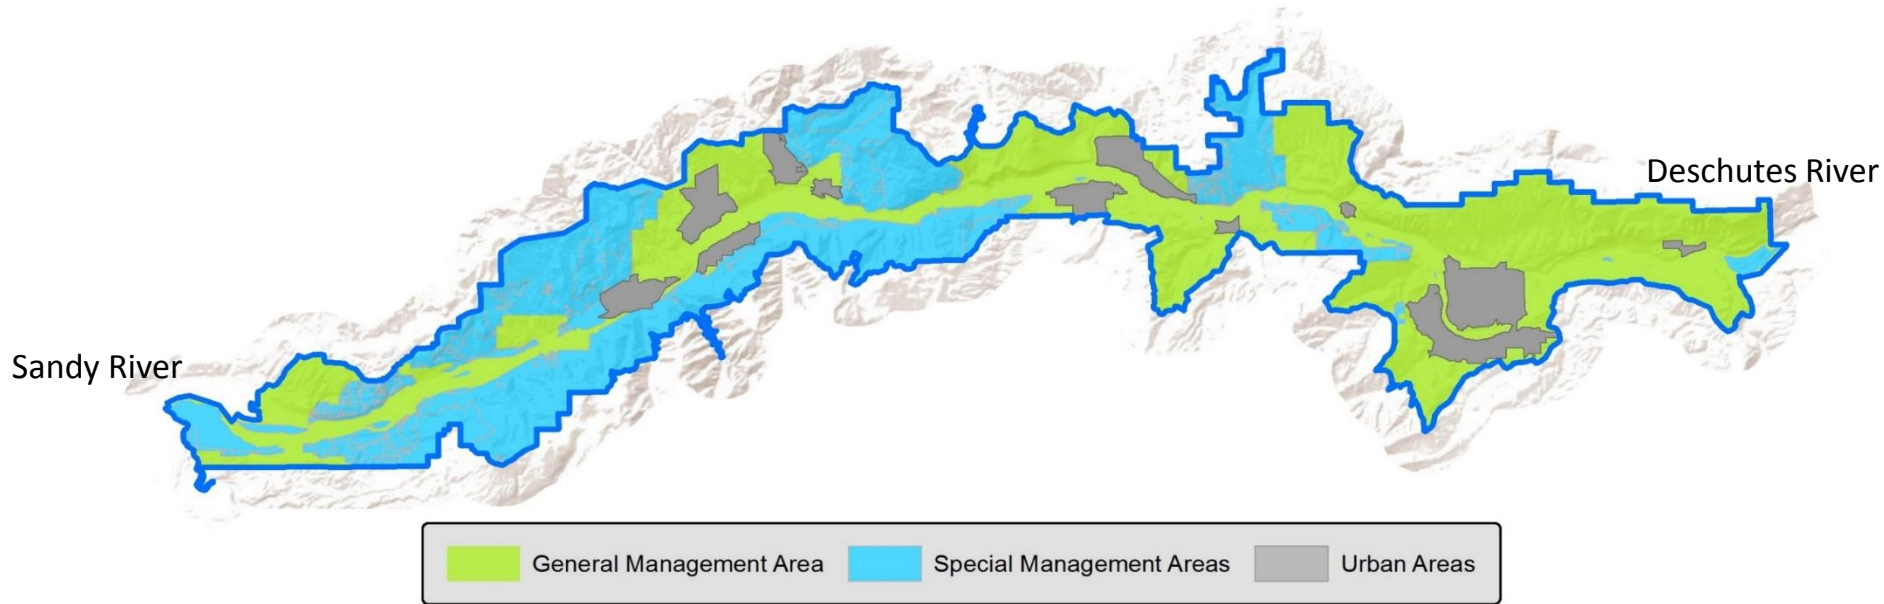 Deschutes River
Sandy River
General Management Area
Special Management Areas
Urban Areas